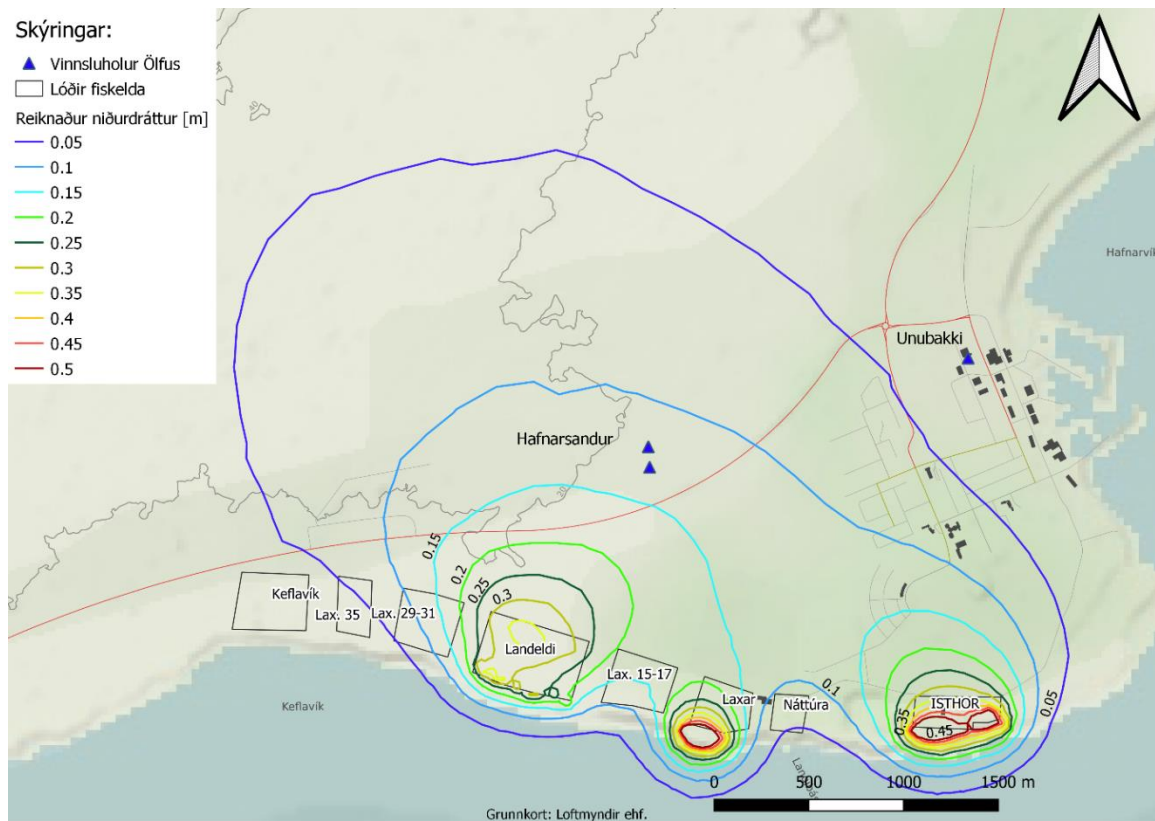 Skýringar:
Vinnsluholur Ölfus
Lóðir fiskelda
Reiknaður niðurdráttur [m]
0.05
0.1
0.15
0.2
0.25
0.3
0.35
0.4
0.45
0.5
Hafnarvík
Unubakki
Hafnarsandur
0.15
0.2
0.25
0.3
Keflavík
Lax. 35
Lax. 29-31
Landeldi
Lax. 15-17
Laxar
Náttúra
0.1
ISTHOR
0.35
0.45
0.05
Keflavík
0 500 1000 1500 m
Grunnkort: Loftmyndir ehf.